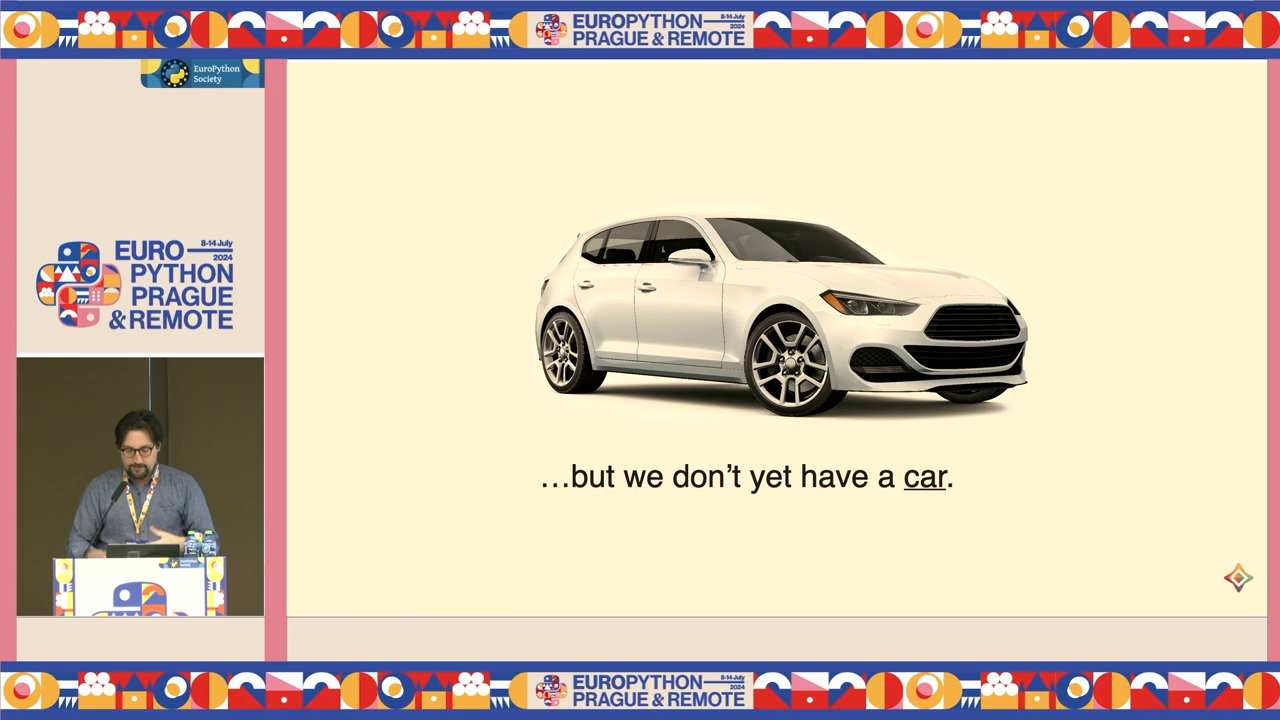 EUROPYTHON 8-14 July 2024
PRAGUE & REMOTE
EuroPython
Society
EURO 8-14 July 2024
PYTHON
PRAGUE
& REMOTE
…but we don’t yet have a car.
EUROPYTHON 8-14 July 2024
PRAGUE & REMOTE